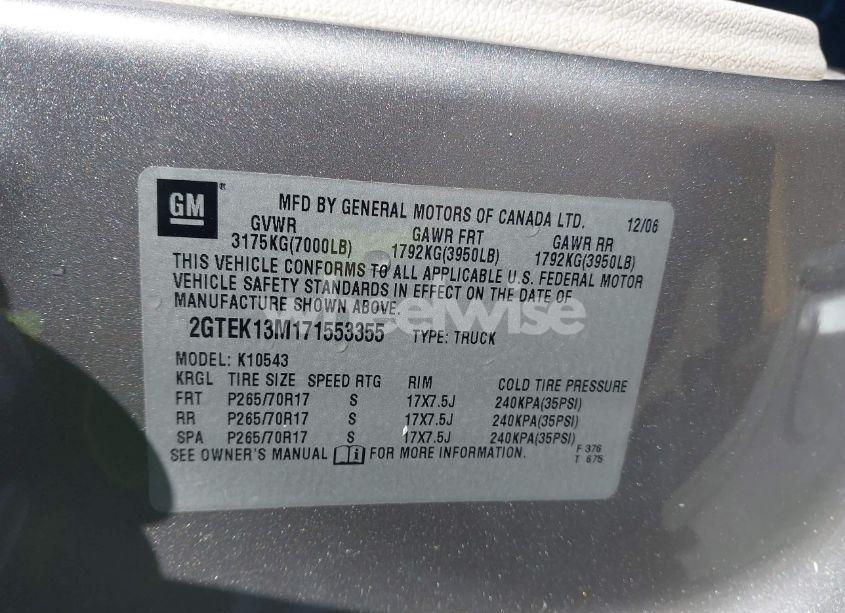 GM
MFD BY GENERAL MOTORS OF CANADA LTD. 12/06
GVWR GAWR FRT GAWR RR
3175KG(7000LB) 1792KG(3950LB) 1792KG(3950LB)
THIS VEHICLE CONFORMS TO ALL APPLICABLE U.S. FEDERAL MOTOR
VEHICLE SAFETY STANDARDS IN EFFECT ON THE DATE OF
MANUFACTURE SHOWN ABOVE.
wheelwise
2GTEK13M171553355 TYPE: TRUCK
MODEL: K10543
KRGL TIRE SIZE SPEED RTG RIM COLD TIRE PRESSURE
FRT P265/70R17 S 17X7.5J 240KPA(35PSI)
RR P265/70R17 S 17X7.5J 240KPA(35PSI)
SPA P265/70R17 S 17X7.5J 240KPA(35PSI)
SEE OWNER'S MANUAL i FOR MORE INFORMATION.
F 376
T 675